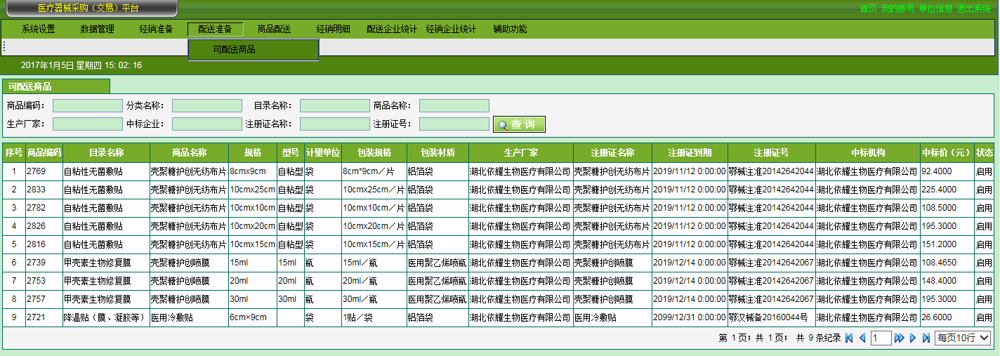 医疗器械采购（交易）平台
首页 我的账号 单位信息 退出系统
系统设置 数据管理 经销准备 配送准备 商品配送 经销明细 配送企业统计 经销企业统计 辅助功能
可配送商品
2017年1月5日 星期四 15: 02: 16
可配送商品
商品编码： 分类名称： 目录名称： 商品名称：
生产厂家： 中标企业： 注册证名称： 注册证号： 查 询
序号 商品编码 目录名称 商品名称 规格 型号 计量单位 包装规格 包装材质 生产厂家 注册证名称 注册证到期 注册证号 中标机构 中标价（元） 状态
1 2769 自粘性无菌敷贴 壳聚糖护创无纺布片 8cmx9cm 自粘型 袋 8cm*9cm／片 铝箔袋 湖北依耀生物医疗有限公司 壳聚糖护创无纺布片 2019/11/12 0:00:00 鄂械注准20142642044 湖北依耀生物医疗有限公司 92.4000 启用
2 2833 自粘性无菌敷贴 壳聚糖护创无纺布片 10cmx25cm 自粘型 袋 10cmx25cm／片 铝箔袋 湖北依耀生物医疗有限公司 壳聚糖护创无纺布片 2019/11/12 0:00:00 鄂械注准20142642044 湖北依耀生物医疗有限公司 225.4000 启用
3 2782 自粘性无菌敷贴 壳聚糖护创无纺布片 10cmx10cm 自粘型 袋 10cmx10cm／片 铝箔袋 湖北依耀生物医疗有限公司 壳聚糖护创无纺布片 2019/11/12 0:00:00 鄂械注准20142642044 湖北依耀生物医疗有限公司 108.5000 启用
4 2826 自粘性无菌敷贴 壳聚糖护创无纺布片 10cmx20cm 自粘型 袋 10cmx20cm／片 铝箔袋 湖北依耀生物医疗有限公司 壳聚糖护创无纺布片 2019/11/12 0:00:00 鄂械注准20142642044 湖北依耀生物医疗有限公司 195.3000 启用
5 2816 自粘性无菌敷贴 壳聚糖护创无纺布片 10cmx15cm 自粘型 袋 10cmx15cm／片 铝箔袋 湖北依耀生物医疗有限公司 壳聚糖护创无纺布片 2019/11/12 0:00:00 鄂械注准20142642044 湖北依耀生物医疗有限公司 151.2000 启用
6 2739 甲壳素生物修复膜 壳聚糖护创喷膜 15ml 15ml 瓶 15ml／瓶 医用聚乙烯喷瓶 湖北依耀生物医疗有限公司 壳聚糖护创喷膜 2019/12/14 0:00:00 鄂械注准20142642067 湖北依耀生物医疗有限公司 108.4650 启用
7 2753 甲壳素生物修复膜 壳聚糖护创喷膜 20ml 20ml 瓶 20ml／瓶 医用聚乙烯喷瓶 湖北依耀生物医疗有限公司 壳聚糖护创喷膜 2019/12/14 0:00:00 鄂械注准20142642067 湖北依耀生物医疗有限公司 148.4000 启用
8 2757 甲壳素生物修复膜 壳聚糖护创喷膜 30ml 30ml 瓶 30ml／瓶 医用聚乙烯喷瓶 湖北依耀生物医疗有限公司 壳聚糖护创喷膜 2019/12/14 0:00:00 鄂械注准20142642067 湖北依耀生物医疗有限公司 195.3000 启用
9 2721 降温贴（膜、凝胶等） 医用冷敷贴 6cm×9cm 袋 1贴／袋 铝箔袋 湖北依耀生物医疗有限公司 医用冷敷贴 2099/12/31 0:00:00 鄂汉械备20160044号 湖北依耀生物医疗有限公司 26.6000 启用
第 1 页；共 1 页； 共 9 条纪录 1 每页10行